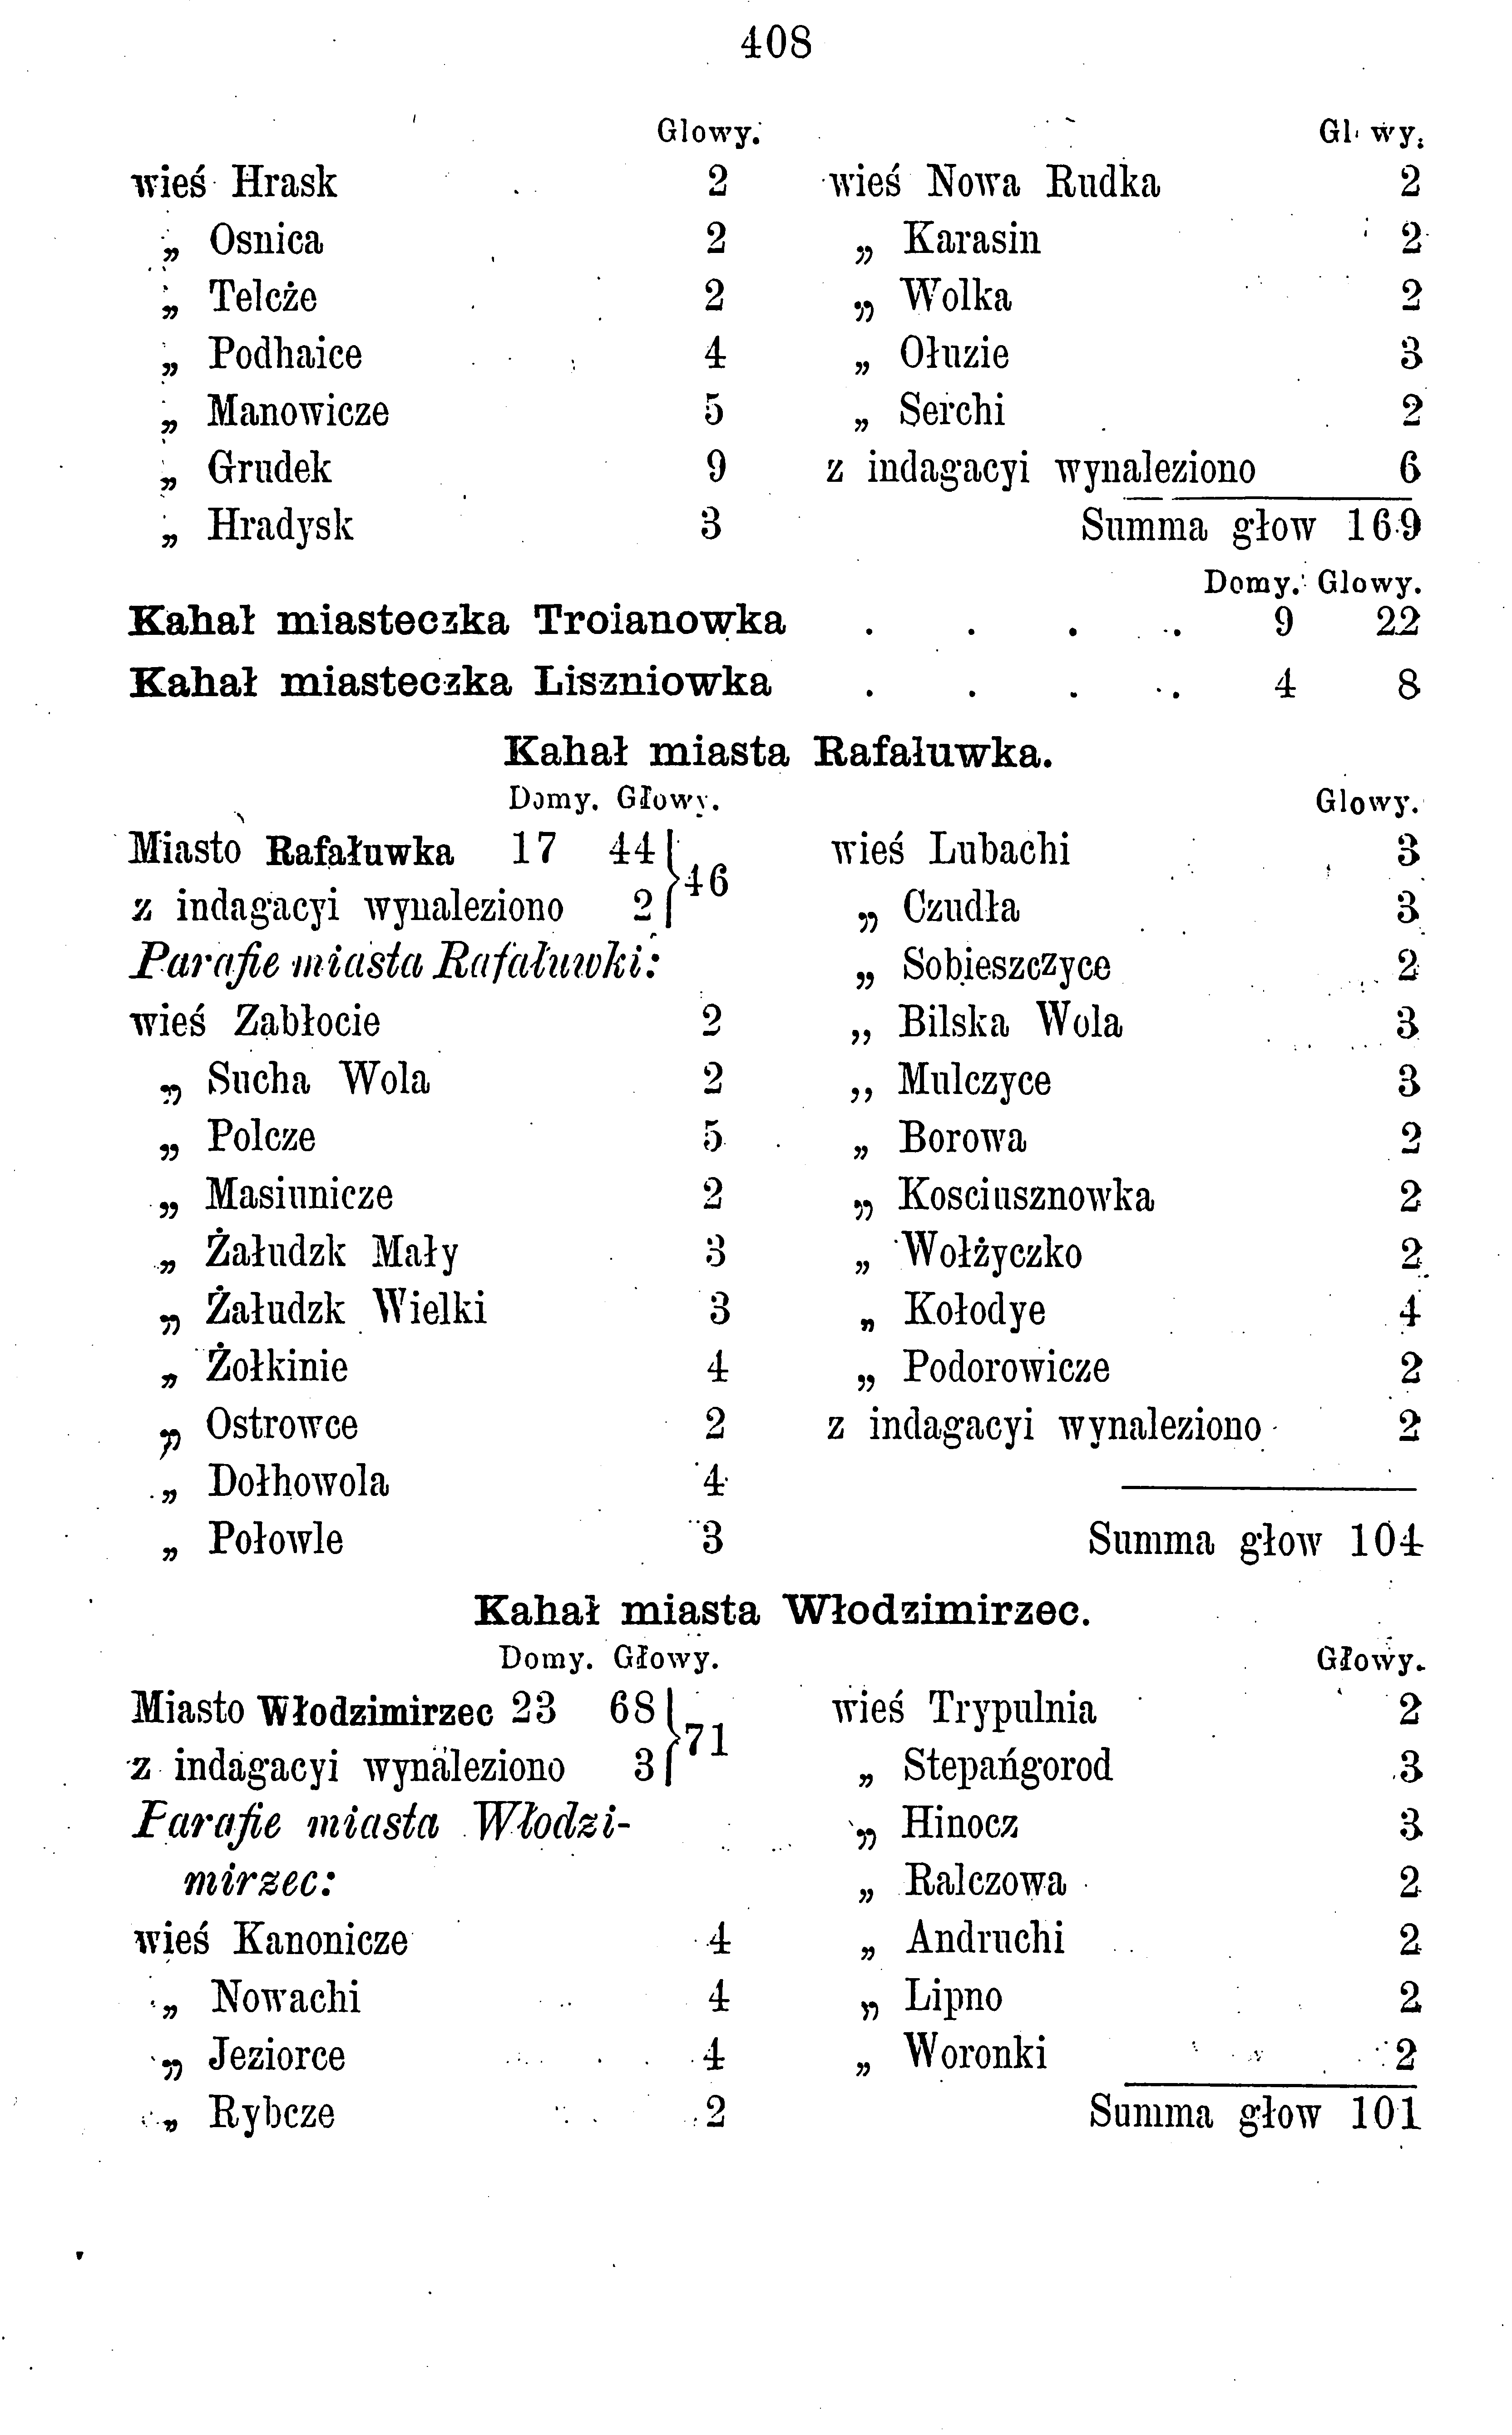 408
Glowy.
wieś Hrask 2
„ Osnica 2
„ Telcże 2
„ Podhaice 4
„ Manowicze 5
„ Grudek 9
„ Hradysk 3
Glowy.
wieś Nowa Rudka 2
„ Karasin 2
„ Wolka 2
„ Ołuzie 3
„ Serchi 2
z indagacyi wynaleziono 6
Summa głow 169
Domy. Glowy.
Kahał miasteczka Troianowka . . . . 9 22
Kahał miasteczka Liszniowka . . . . 4 8
Kahał miasta Rafałuwka.
Domy. Głowy.
Miasto Rafałuwka 17 44
z indagacyi wynaleziono 2 } 46
Parafie miasta Rafałuwki:
wieś Zabłocie 2
„ Sucha Wola 2
„ Polcze 5
„ Masiunicze 2
„ Żałudzk Mały 3
„ Żałudzk Wielki 3
„ Żołkinie 4
„ Ostrowce 2
„ Dołhowola 4
„ Połowle 3
Glowy.
wieś Lubachi 3
„ Czudła 3
„ Sobieszczyce 2
„ Bilska Wola 3
„ Mulczyce 3
„ Borowa 2
„ Kosciusznowka 2
„ Wołżyczko 2
„ Kołodye 4
„ Podorowicze 2
z indagacyi wynaleziono 2
Summa głow 104
Kahał miasta Włodzimirzec.
Domy. Głowy.
Miasto Włodzimirzec 23 68
z indagacyi wynaleziono 3 } 71
Parafie miasta Włodzi-
mirzec:
wieś Kanonicze 4
„ Nowachi 4
„ Jeziorce 4
„ Rybcze 2
Głowy.
wieś Trypulnia 2
„ Stepańgorod 3
„ Hinocz 3
„ Ralczowa 2
„ Andruchi 2
„ Lipno 2
„ Woronki 2
Summa głow 101